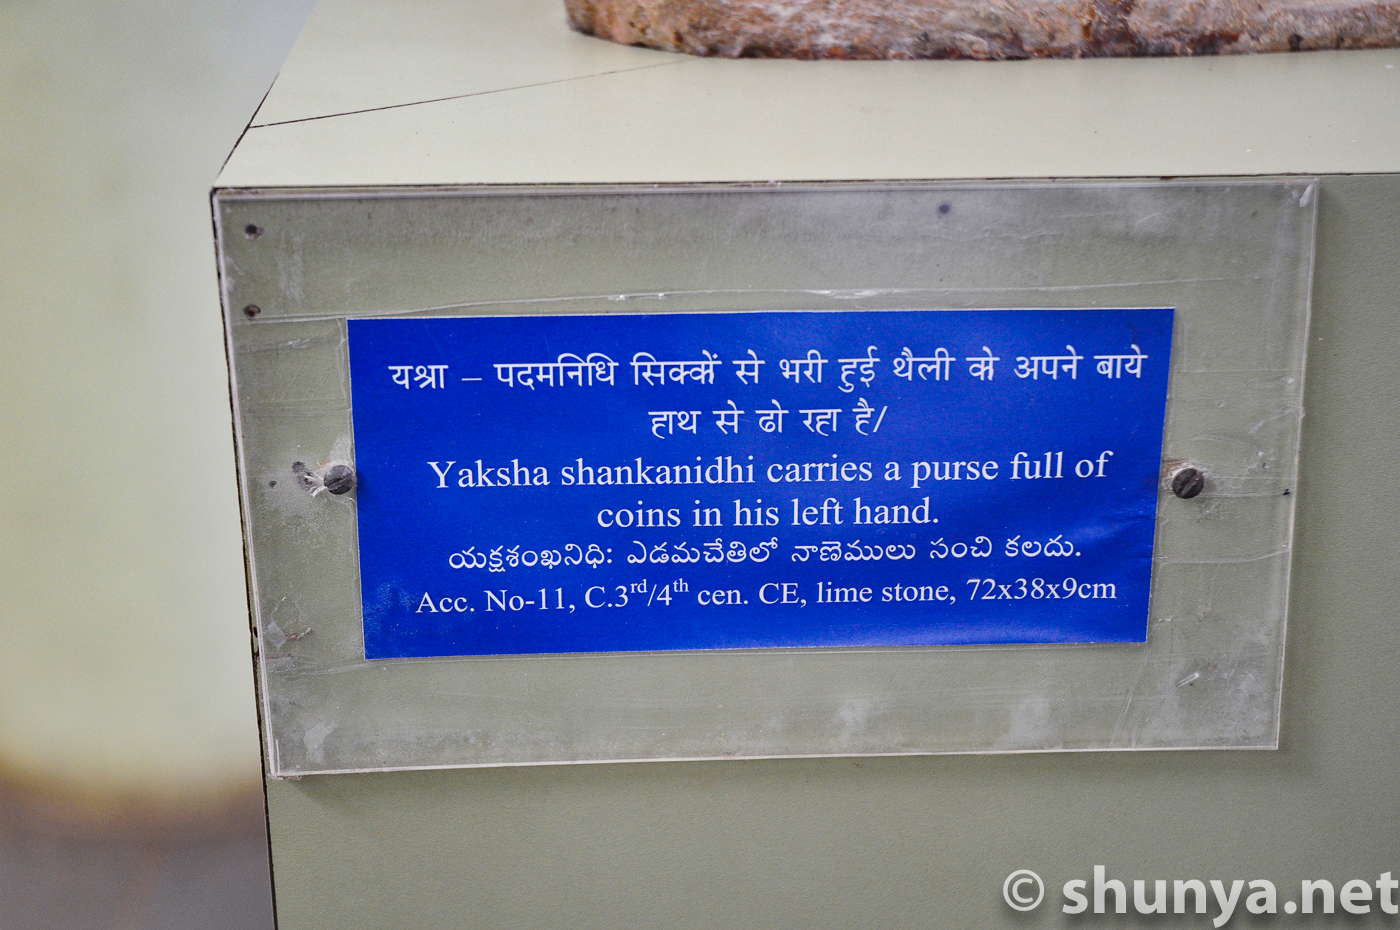 यश्रा – पदमनिधि सिक्कों से भरी हुई थैली को अपने बाये
हाथ से ढो रहा है/
Yaksha shankanidhi carries a purse full of
coins in his left hand.
యక్షశంఖనిధి: ఎడమచేతిలో నాణెములు సంచి కలదు.
Acc. No-11, C.3rd/4th cen. CE, lime stone, 72x38x9cm
© shunya.net